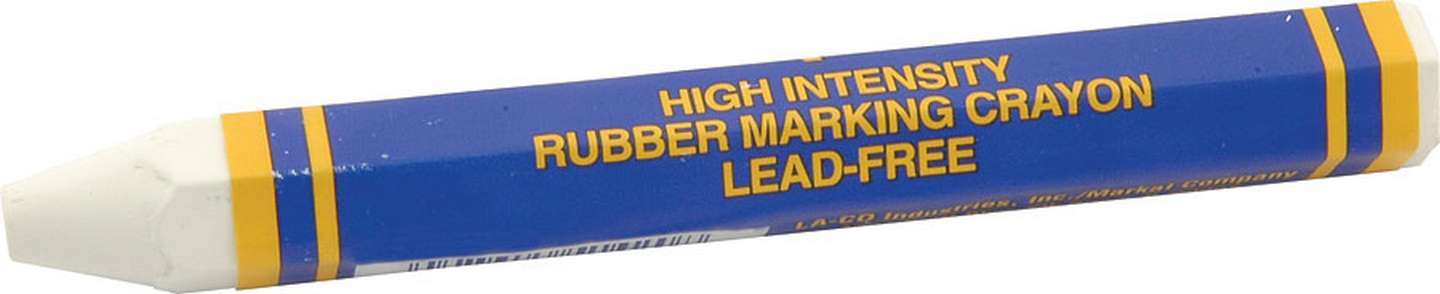 HIGH INTENSITY
RUBBER MARKING CRAYON
LEAD-FREE
LA-CO Industries, Inc./Markal Company